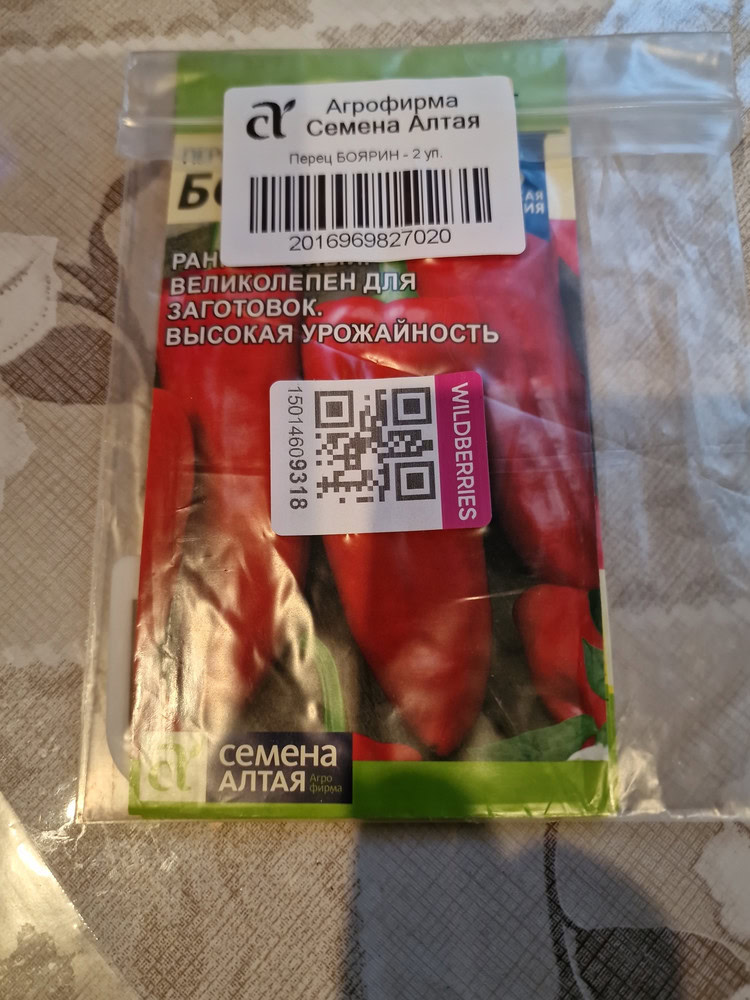 Агрофирма
Семена Алтая
Перец БОЯРИН - 2 уп.
2016969827020
ВЕЛИКОЛЕПЕН ДЛЯ
ЗАГОТОВОК.
ВЫСОКАЯ УРОЖАЙНОСТЬ
15014609318
WILDBERRIES
семена
АЛТАЯ
Агро
фирма